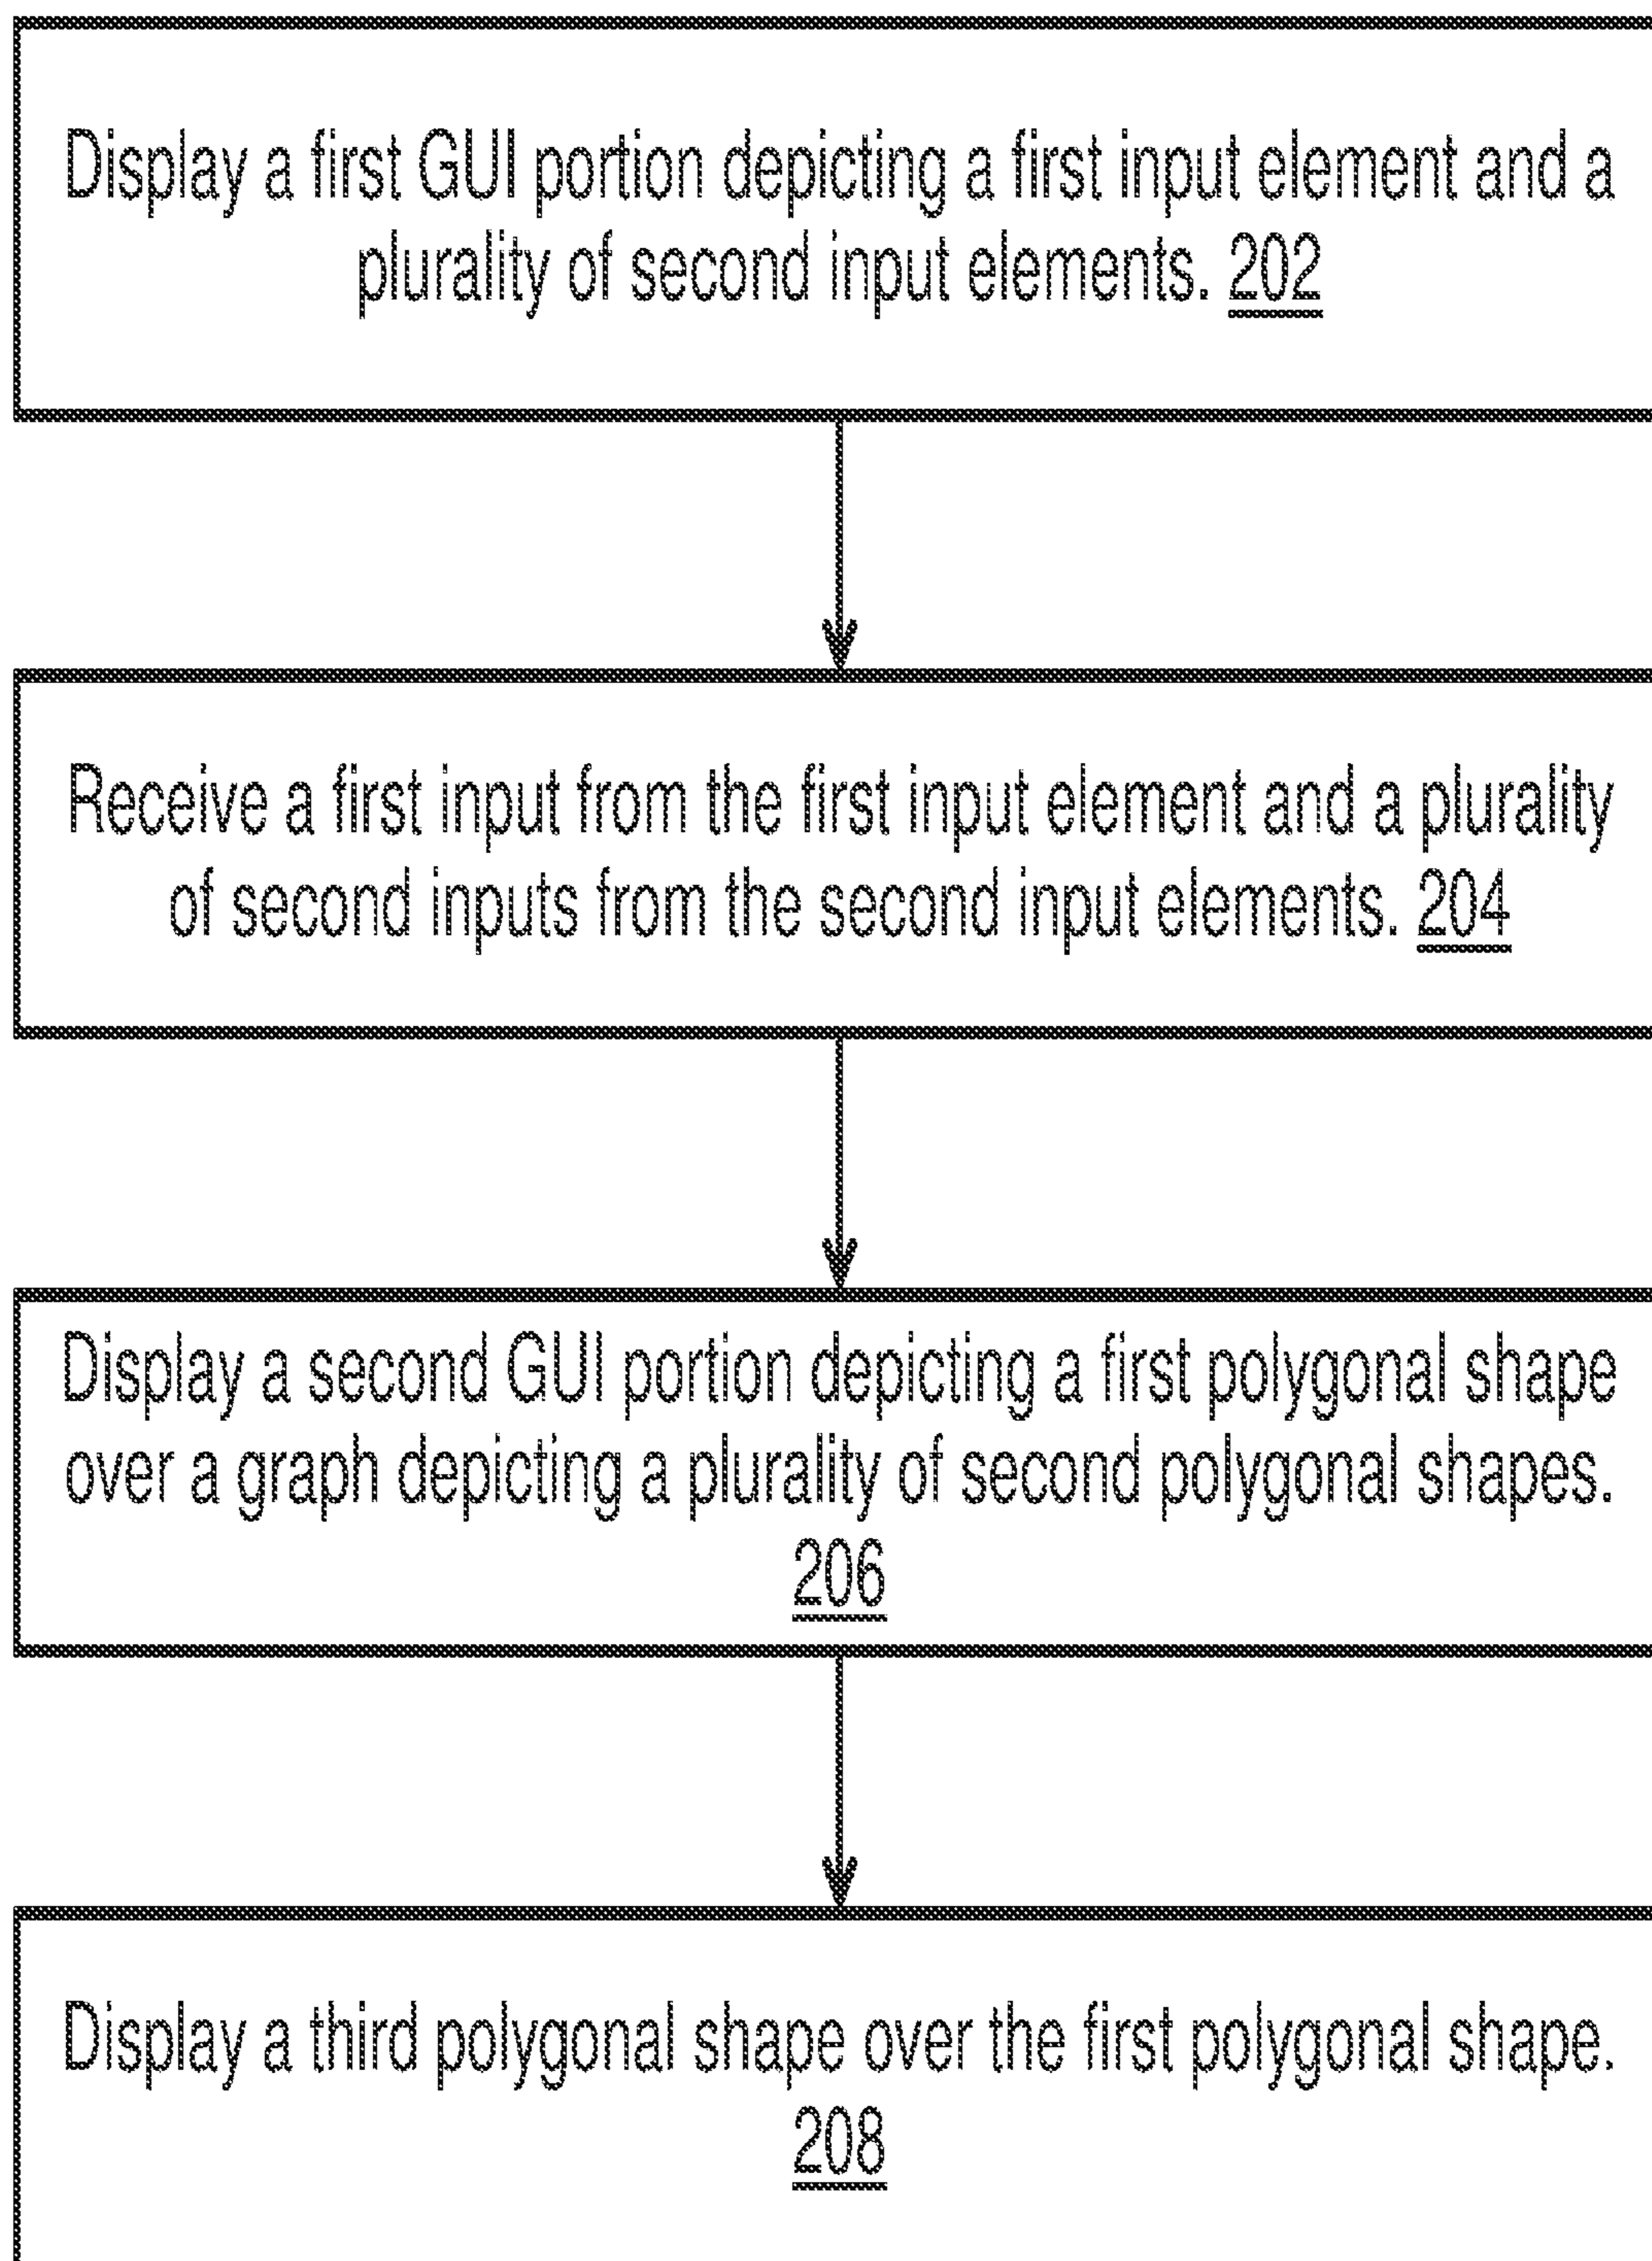 Display a first GUI portion depicting a first input element and a
plurality of second input elements. 202
Receive a first input from the first input element and a plurality
of second inputs from the second input elements. 204
Display a second GUI portion depicting a first polygonal shape
over a graph depicting a plurality of second polygonal shapes.
206
Display a third polygonal shape over the first polygonal shape.
208